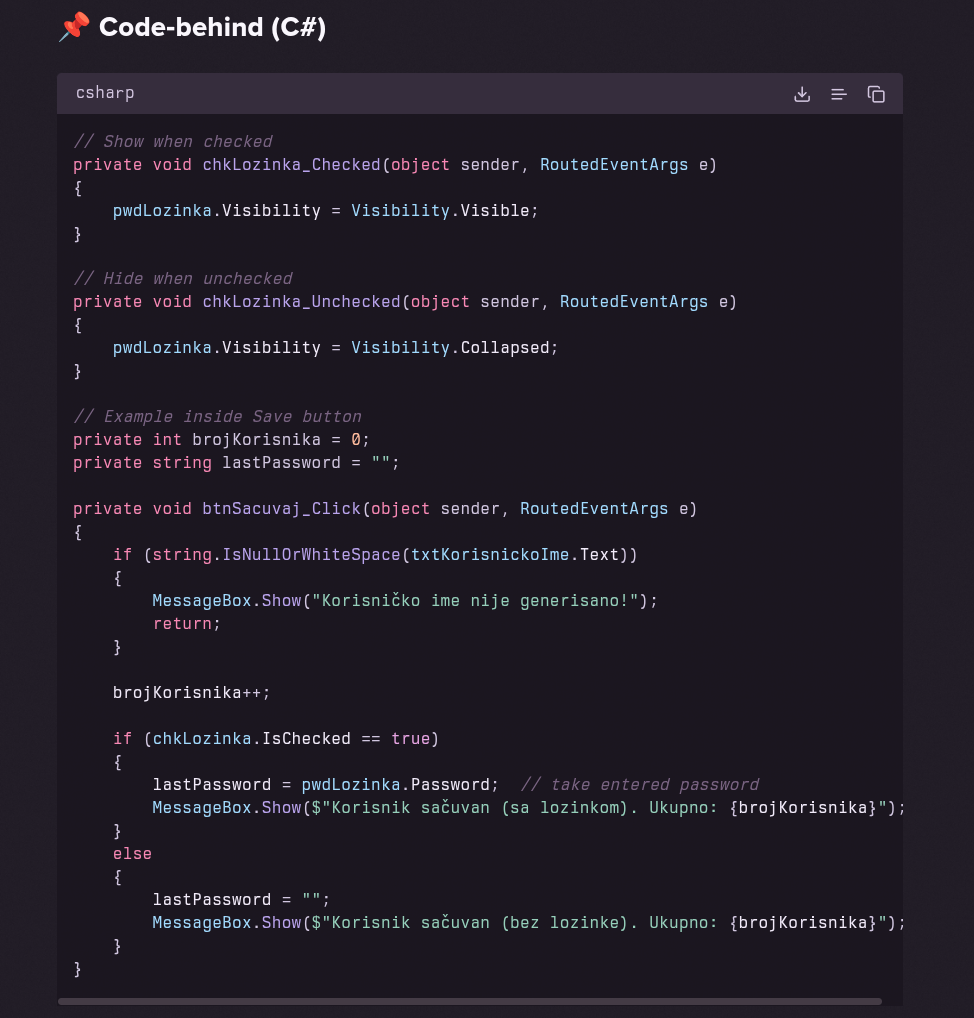 📌 Code-behind (C#)
csharp
// Show when checked
private void chkLozinka_Checked(object sender, RoutedEventArgs e)
{
    pwdLozinka.Visibility = Visibility.Visible;
}

// Hide when unchecked
private void chkLozinka_Unchecked(object sender, RoutedEventArgs e)
{
    pwdLozinka.Visibility = Visibility.Collapsed;
}

// Example inside Save button
private int brojKorisnika = 0;
private string lastPassword = "";

private void btnSacuvaj_Click(object sender, RoutedEventArgs e)
{
    if (string.IsNullOrWhiteSpace(txtKorisnickoIme.Text))
    {
        MessageBox.Show("Korisničko ime nije generisano!");
        return;
    }

    brojKorisnika++;

    if (chkLozinka.IsChecked == true)
    {
        lastPassword = pwdLozinka.Password;  // take entered password
        MessageBox.Show($"Korisnik sačuvan (sa lozinkom). Ukupno: {brojKorisnika}");
    }
    else
    {
        lastPassword = "";
        MessageBox.Show($"Korisnik sačuvan (bez lozinke). Ukupno: {brojKorisnika}");
    }
}